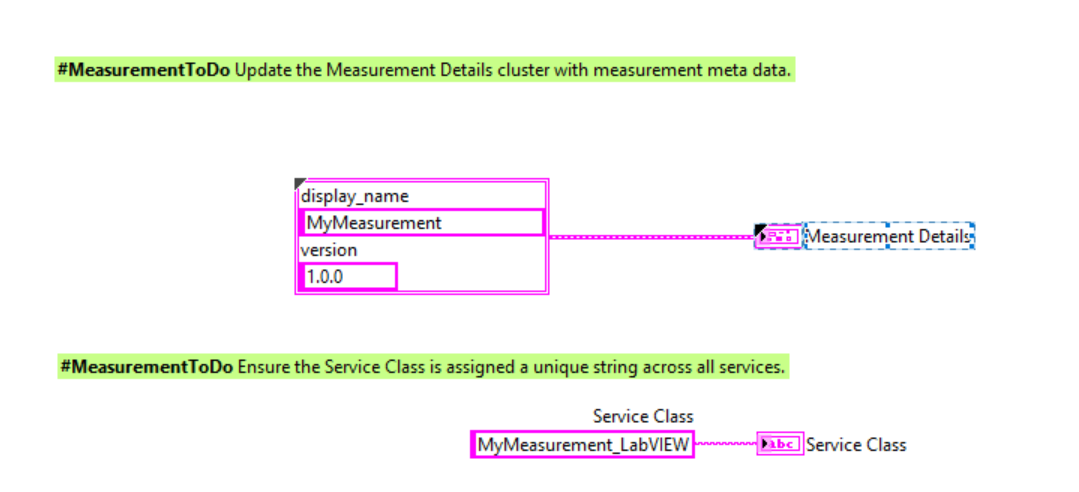 #MeasurementToDo Update the Measurement Details cluster with measurement meta data.
display_name
MyMeasurement
version
1.0.0
Measurement Details
#MeasurementToDo Ensure the Service Class is assigned a unique string across all services.
Service Class
MyMeasurement_LabVIEW
abc
Service Class